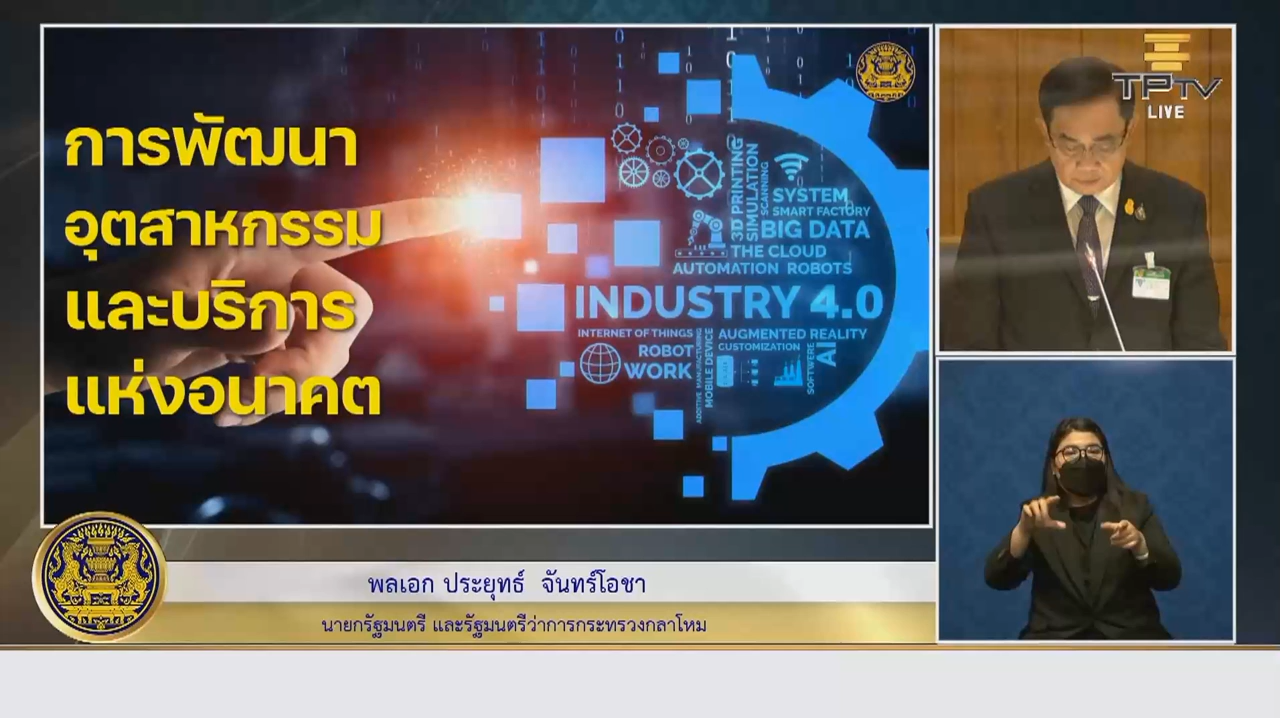 การพัฒนา
อุตสาหกรรม
และบริการ
แห่งอนาคต
3D PRINTING
SIMULATION
SCANNING
SYSTEM
SMART FACTORY
BIG DATA
THE CLOUD
AUTOMATION ROBOTS
INDUSTRY 4.0
INTERNET OF THINGS
AUGMENTED REALITY
CUSTOMIZATION
ROBOT
WORK
ADDITIVE MANUFACTURING
MOBILE DEVICE
SOFTWERE
AI
TPTV
LIVE
พลเอก ประยุทธ์ จันทร์โอชา
นายกรัฐมนตรี และรัฐมนตรีว่าการกระทรวงกลาโหม